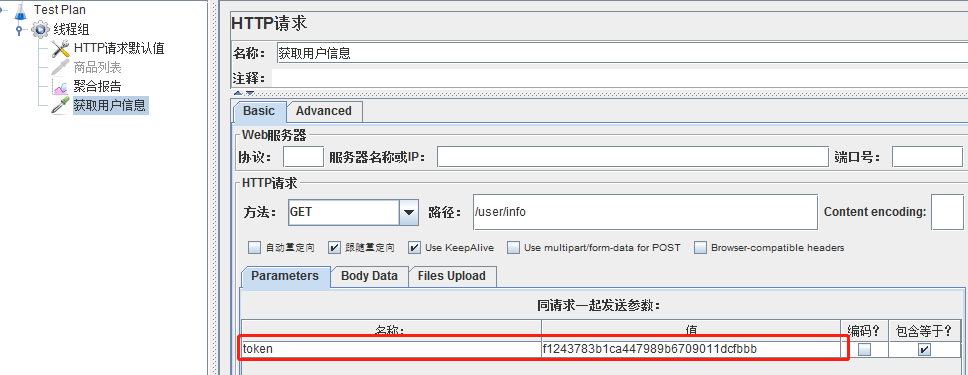 Test Plan
线程组
HTTP请求默认值
商品列表
聚合报告
获取用户信息
HTTP请求
名称： 获取用户信息
注释：
Basic Advanced
Web服务器
协议： 服务器名称或IP： 端口号：
HTTP请求
方法： GET 路径： /user/info Content encoding:
自动重定向 跟随重定向 Use KeepAlive Use multipart/form-data for POST Browser-compatible headers
Parameters Body Data Files Upload
同请求一起发送参数：
名称： 值 编码？ 包含等于？
token f1243783b1ca447989b6709011dcfbbb